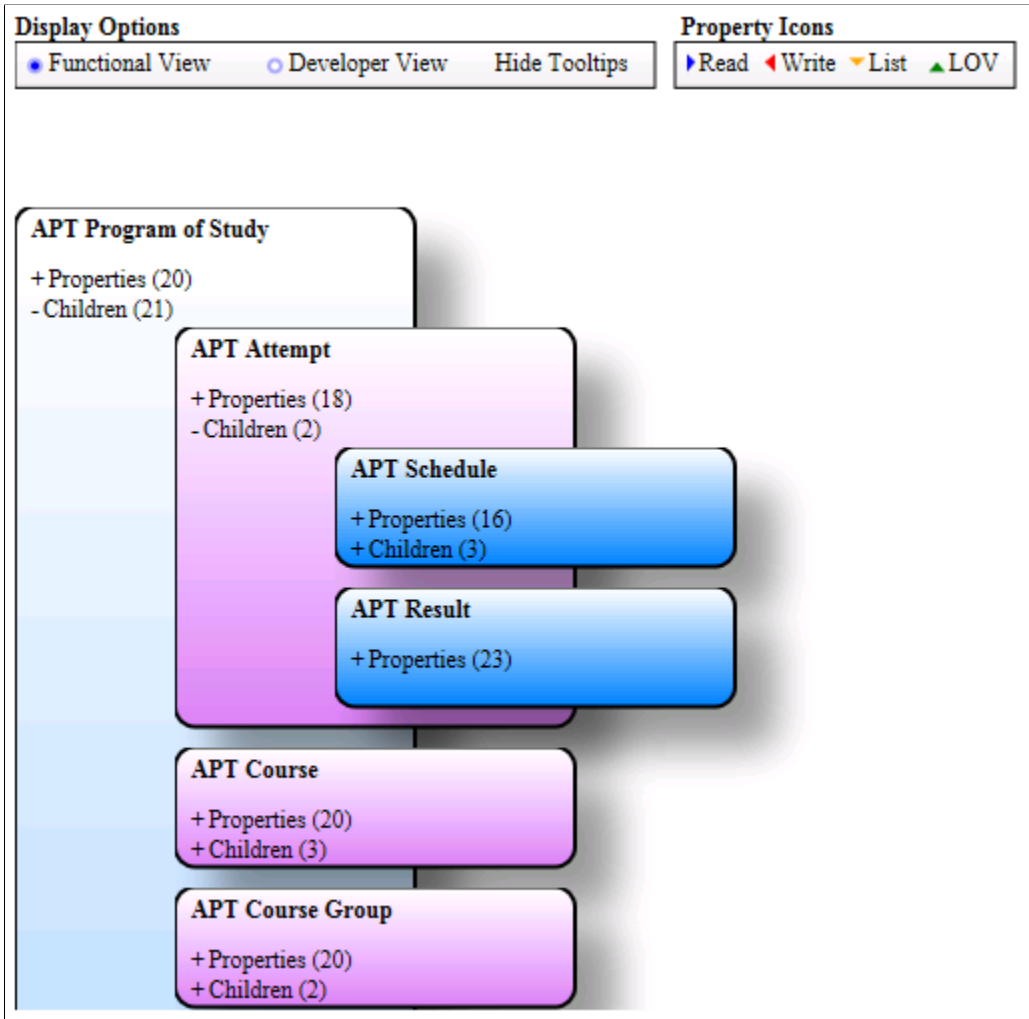 Display Options
Property Icons
Functional View Developer View Hide Tooltips
Read Write List LOV
APT Program of Study
+ Properties (20)
- Children (21)
APT Attempt
+ Properties (18)
- Children (2)
APT Schedule
+ Properties (16)
+ Children (3)
APT Result
+ Properties (23)
APT Course
+ Properties (20)
+ Children (3)
APT Course Group
+ Properties (20)
+ Children (2)